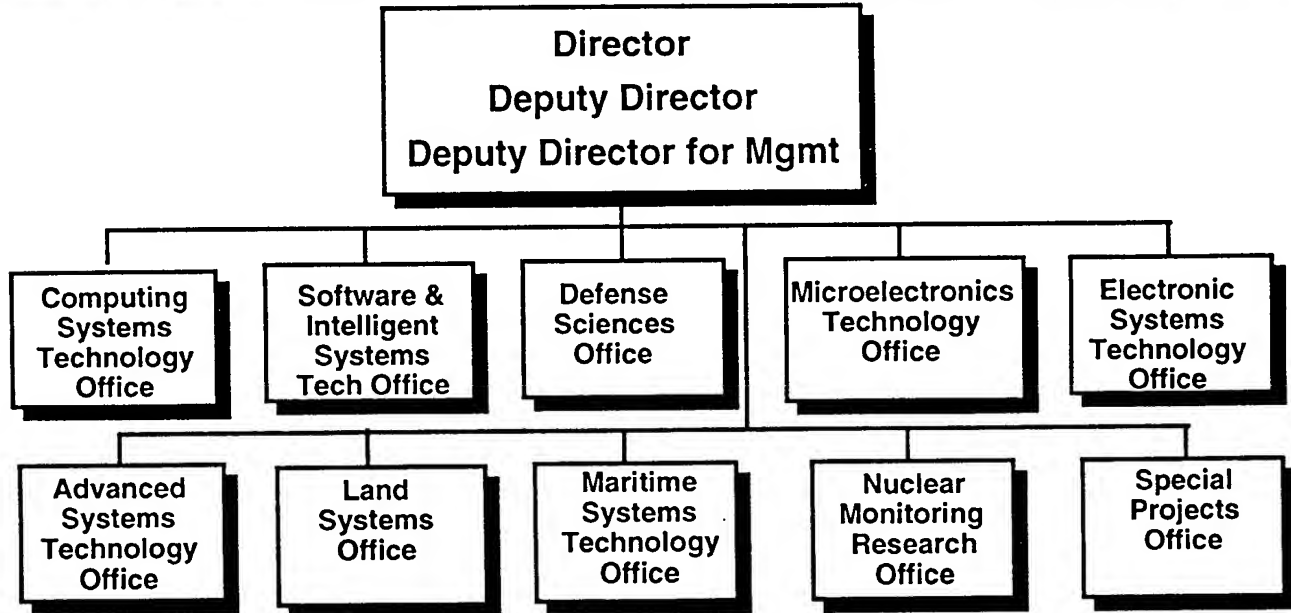 Director
Deputy Director
Deputy Director for Mgmt
Computing
Systems
Technology
Office
Software &
Intelligent
Systems
Tech Office
Defense
Sciences
Office
Microelectronics
Technology
Office
Electronic
Systems
Technology
Office
Advanced
Systems
Technology
Office
Land
Systems
Office
Maritime
Systems
Technology
Office
Nuclear
Monitoring
Research
Office
Special
Projects
Office